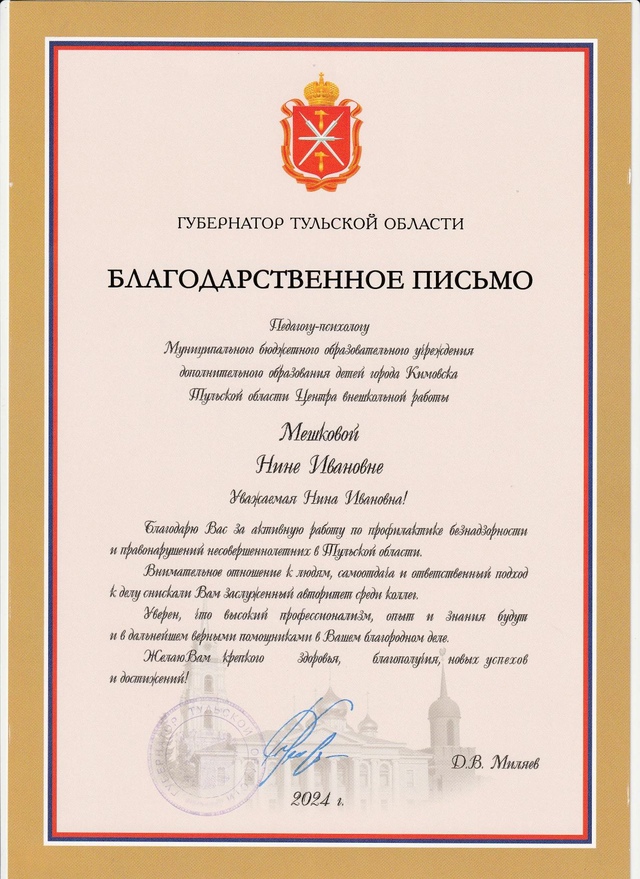 ГУБЕРНАТОР ТУЛЬСКОЙ ОБЛАСТИ
БЛАГОДАРСТВЕННОЕ ПИСЬМО
Педагогу-психологу
Муниципального бюджетного образовательного учреждения
дополнительного образования детей города Кимовска
Тульской области Центра внешкольной работы
Мешковой
Нине Ивановне
Уважаемая Нина Ивановна!
Благодарю Вас за активную работу по профилактике безнадзорности
и правонарушений несовершеннолетних в Тульской области.
Внимательное отношение к людям, самоотдача и ответственный подход
к делу снискали Вам заслуженный авторитет среди коллег.
Уверен, что высокий профессионализм, опыт и знания будут
и в дальнейшем верными помощниками в Вашем благородном деле.
Желаю Вам крепкого здоровья, благополучия, новых успехов
и достижений!
ГУБЕРНАТОР ТУЛЬСКОЙ
Д.В. Миляев
2024 г.